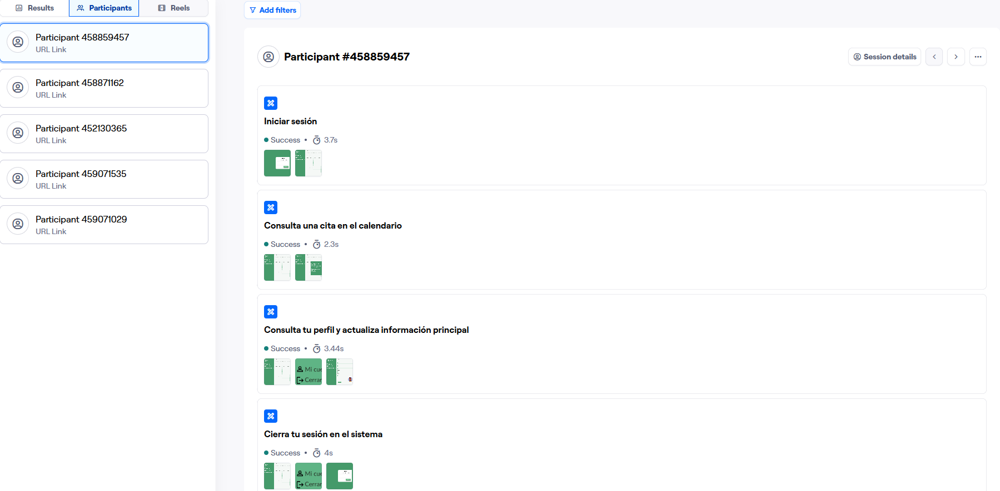 Results
Participants
Reels
Participant 458859457
URL Link
Participant 458871162
URL Link
Participant 452130365
URL Link
Participant 459071535
URL Link
Participant 459071029
URL Link
Add filters
Participant #458859457
Session details
Iniciar sesión
Success • 3.7s
Consulta una cita en el calendario
Success • 2.3s
Consulta tu perfil y actualiza información principal
Success • 3.44s
Mi cue
Cerrar
Cierra tu sesión en el sistema
Success • 4s
Mi cue
Cerrar